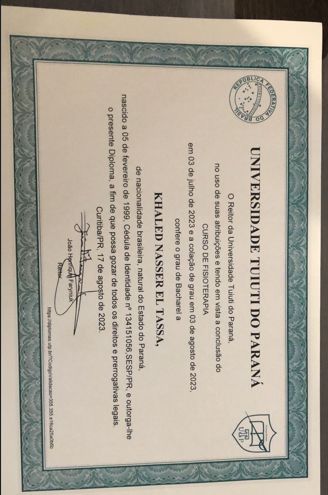 REPÚBLICA FEDERATIVA DO BRASIL
UTP
UNIVERSIDADE TUIUTI DO PARANÁ
O Reitor da Universidade Tuiuti do Paraná,
no uso de suas atribuições e tendo em vista a conclusão do
CURSO DE FISIOTERAPIA
em 03 de julho de 2023 e a colação de grau em 03 de agosto de 2023,
confere o grau de Bacharel a
KHALED NASSER EL TASSA,
de nacionalidade brasileira, natural do Estado do Paraná,
nascido a 05 de fevereiro de 1999, Cédula de Identidade nº 134151056 SESP/PR, e outorga-lhe
o presente Diploma, a fim de que possa gozar de todos os direitos e prerrogativas legais.
Curitiba/PR, 17 de agosto de 2023.
Reitor